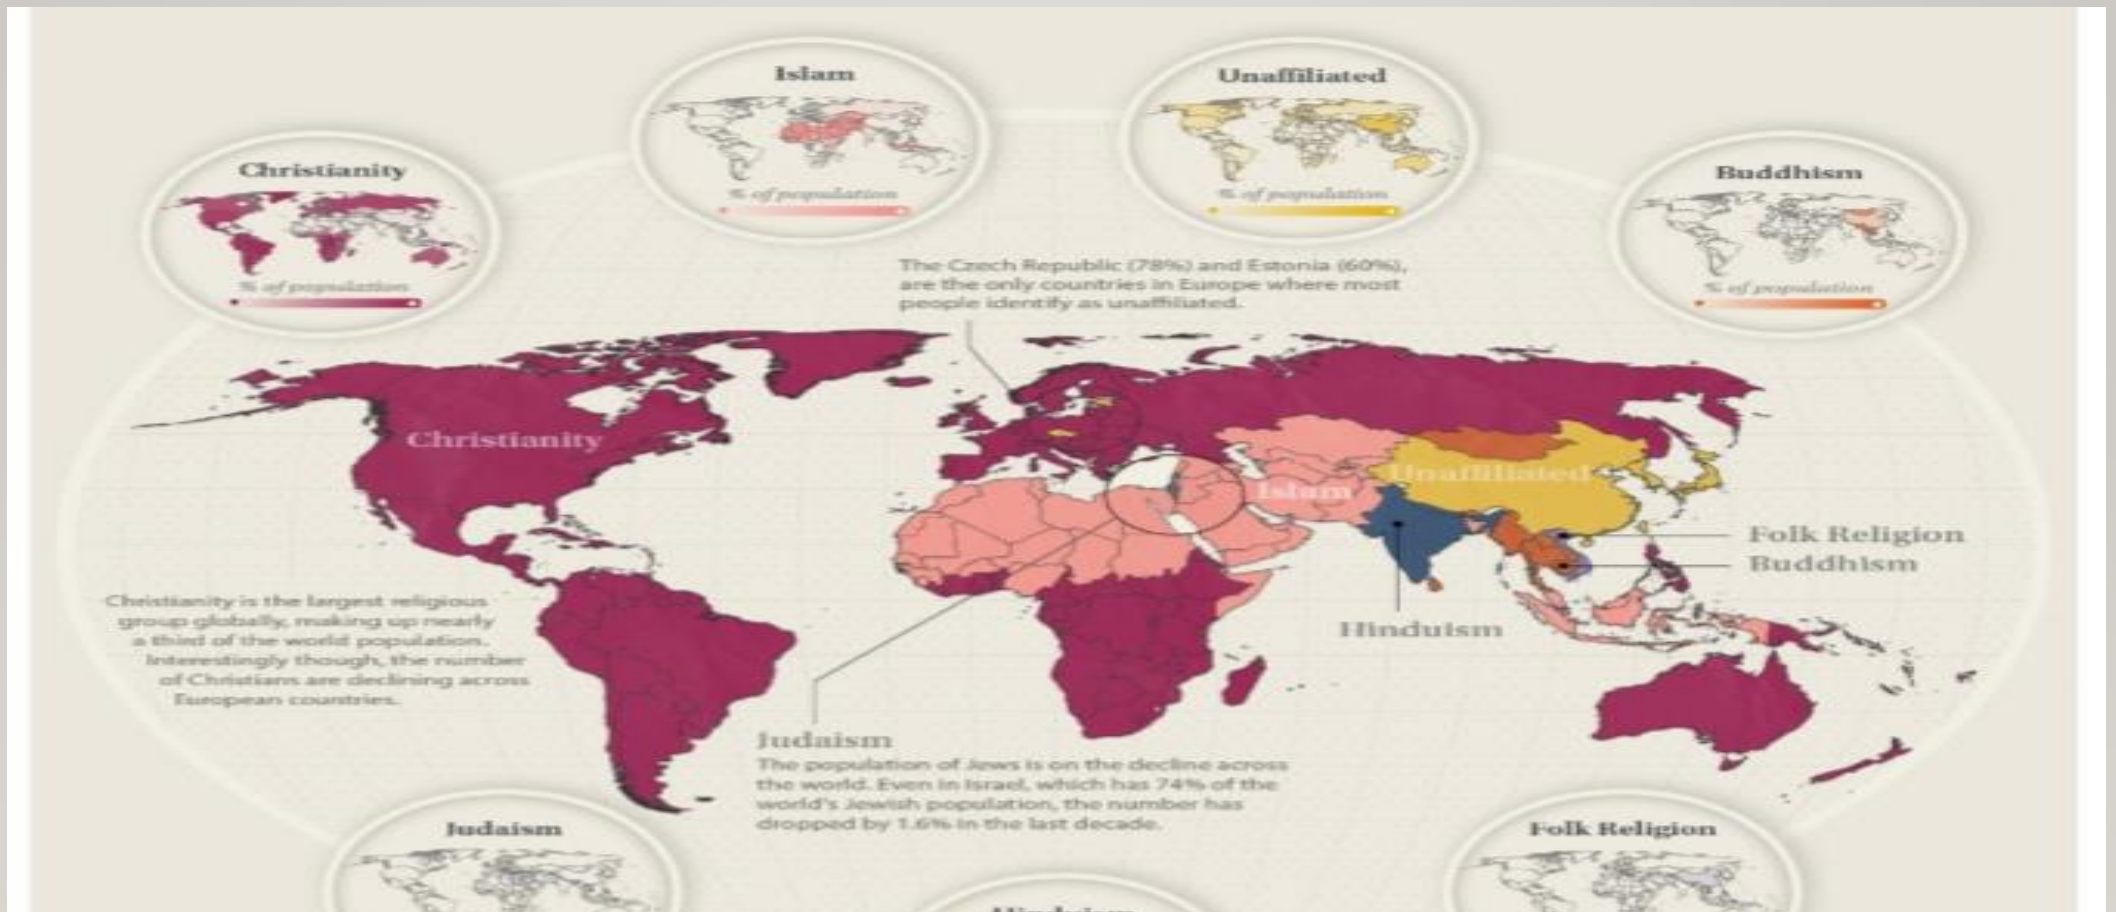 Islam
% of population
Unaffiliated
% of population
Christianity
% of population
Buddhism
% of population
The Czech Republic (78%) and Estonia (60%),
are the only countries in Europe where most
people identify as unaffiliated.
Christianity
Unaffiliated
Islam
Folk Religion
Buddhism
Hinduism
Christianity is the largest religious
group globally, making up nearly
a third of the world population.
Interestingly though, the number
of Christians are declining across
European countries.
Judaism
The population of Jews is on the decline across
the world. Even in Israel, which has 74% of the
world's Jewish population, the number has
dropped by 1.6% in the last decade.
Judaism
Folk Religion
Hinduism